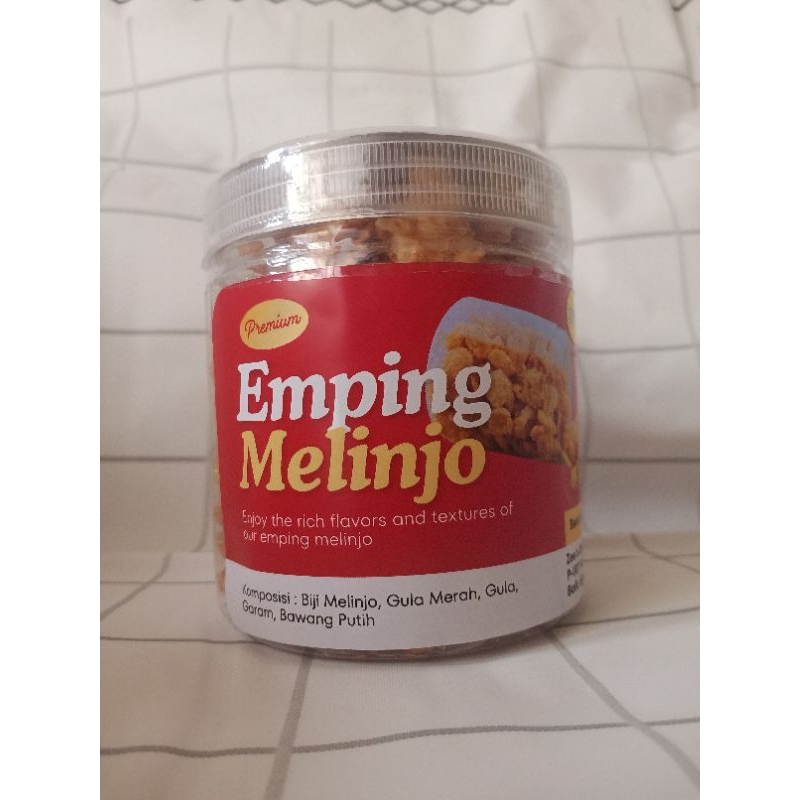 Premium
Emping
Melinjo
Enjoy the rich flavors and textures of
our emping melinjo
Komposisi : Biji Melinjo, Gula Merah, Gula,
Garam, Bawang Putih